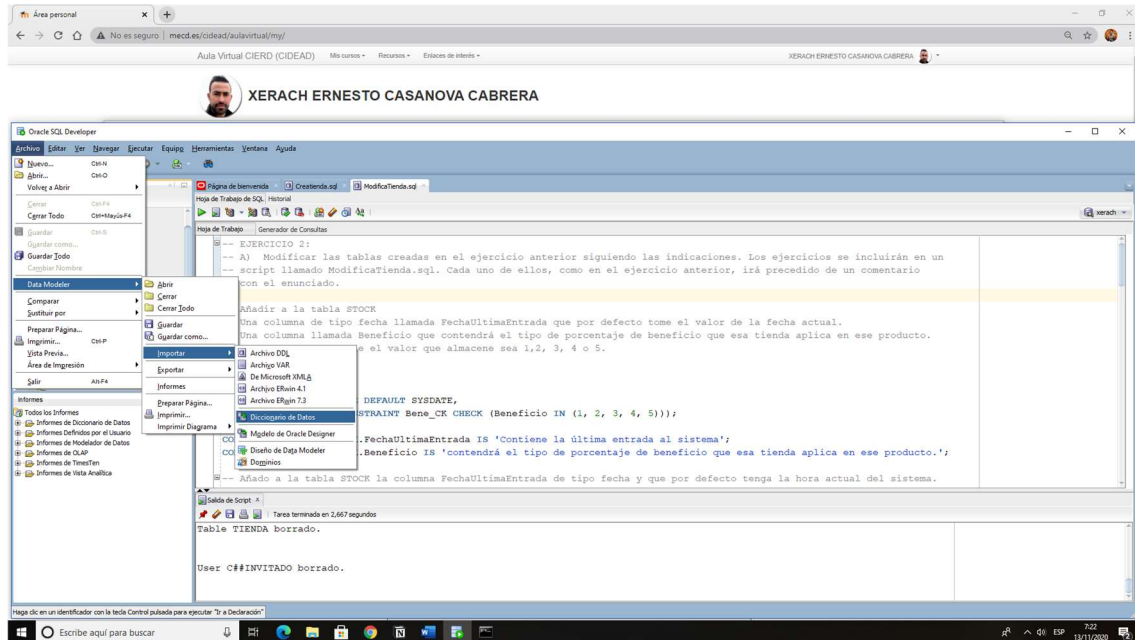 Área personal
No es seguro | mecd.es/cidead/aulavirtual/my/
Aula Virtual CIERD (CIDEAD) Mis cursos Recursos Enlaces de interés XERACH ERNESTO CASANOVA CABRERA
XERACH ERNESTO CASANOVA CABRERA
Oracle SQL Developer
Archivo Editar Ver Navegar Ejecutar Equipo Herramientas Ventana Ayuda
Nuevo... Ctrl-N
Abrir... Ctrl-O
Volver a Abrir
Cerrar Ctrl-F4
Cerrar Todo Ctrl+Mayús-F4
Guardar Ctrl-S
Guardar como...
Guardar Todo
Cambiar Nombre
Data Modeler
Comparar
Sustituir por
Preparar Página...
Imprimir... Ctrl-P
Vista Previa...
Área de Impresión
Salir Alt-F4
Abrir
Cerrar
Cerrar Todo
Guardar
Guardar como...
Importar
Exportar
Informes
Preparar Página...
Imprimir...
Imprimir Diagrama
Archivo DDL
Archivo VAR
De Microsoft XMLA
Archivo ERwin 4.1
Archivo ERwin 7.3
Diccionario de Datos
Modelo de Oracle Designer
Diseño de Data Modeler
Dominios
Informes
Todos los Informes
Informes de Diccionario de Datos
Informes Definidos por el Usuario
Informes de Modelador de Datos
Informes de OLAP
Informes de TimesTen
Informes de Vista Analítica
Página de bienvenida Creatienda.sql ModificaTienda.sql
Hoja de Trabajo de SQL Historial
xerach
Hoja de Trabajo Generador de Consultas
-- EJERCICIO 2:
-- A) Modificar las tablas creadas en el ejercicio anterior siguiendo las indicaciones. Los ejercicios se incluirán en un
-- script llamado ModificaTienda.sql. Cada uno de ellos, como en el ejercicio anterior, irá precedido de un comentario
con el enunciado.
Añadir a la tabla STOCK
Una columna de tipo fecha llamada FechaUltimaEntrada que por defecto tome el valor de la fecha actual.
Una columna llamada Beneficio que contendrá el tipo de porcentaje de beneficio que esa tienda aplica en ese producto.
e el valor que almacene sea 1,2, 3, 4 o 5.
DEFAULT SYSDATE,
STRAINT Bene_CK CHECK (Beneficio IN (1, 2, 3, 4, 5)));
CO .FechaUltimaEntrada IS 'Contiene la última entrada al sistema';
CO .Beneficio IS 'contendrá el tipo de porcentaje de beneficio que esa tienda aplica en ese producto.';
-- Añado a la tabla STOCK la columna FechaUltimaEntrada de tipo fecha y que por defecto tenga la hora actual del sistema.
Salida de Script
Tarea terminada en 2,667 segundos
Table TIENDA borrado.
User C##INVITADO borrado.
Haga clic en un identificador con la tecla Control pulsada para ejecutar "Ir a Declaración"
Escribe aquí para buscar
ESP
7:22
13/11/2020